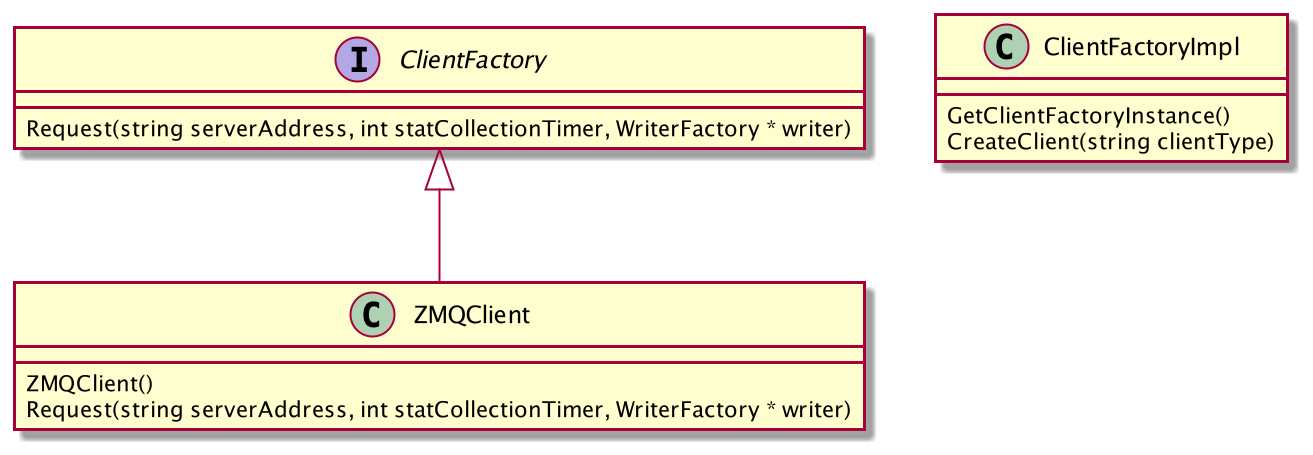 I ClientFactory
Request(string serverAddress, int statCollectionTimer, WriterFactory * writer)
C ClientFactoryImpl
GetClientFactoryInstance()
CreateClient(string clientType)
C ZMQClient
ZMQClient()
Request(string serverAddress, int statCollectionTimer, WriterFactory * writer)